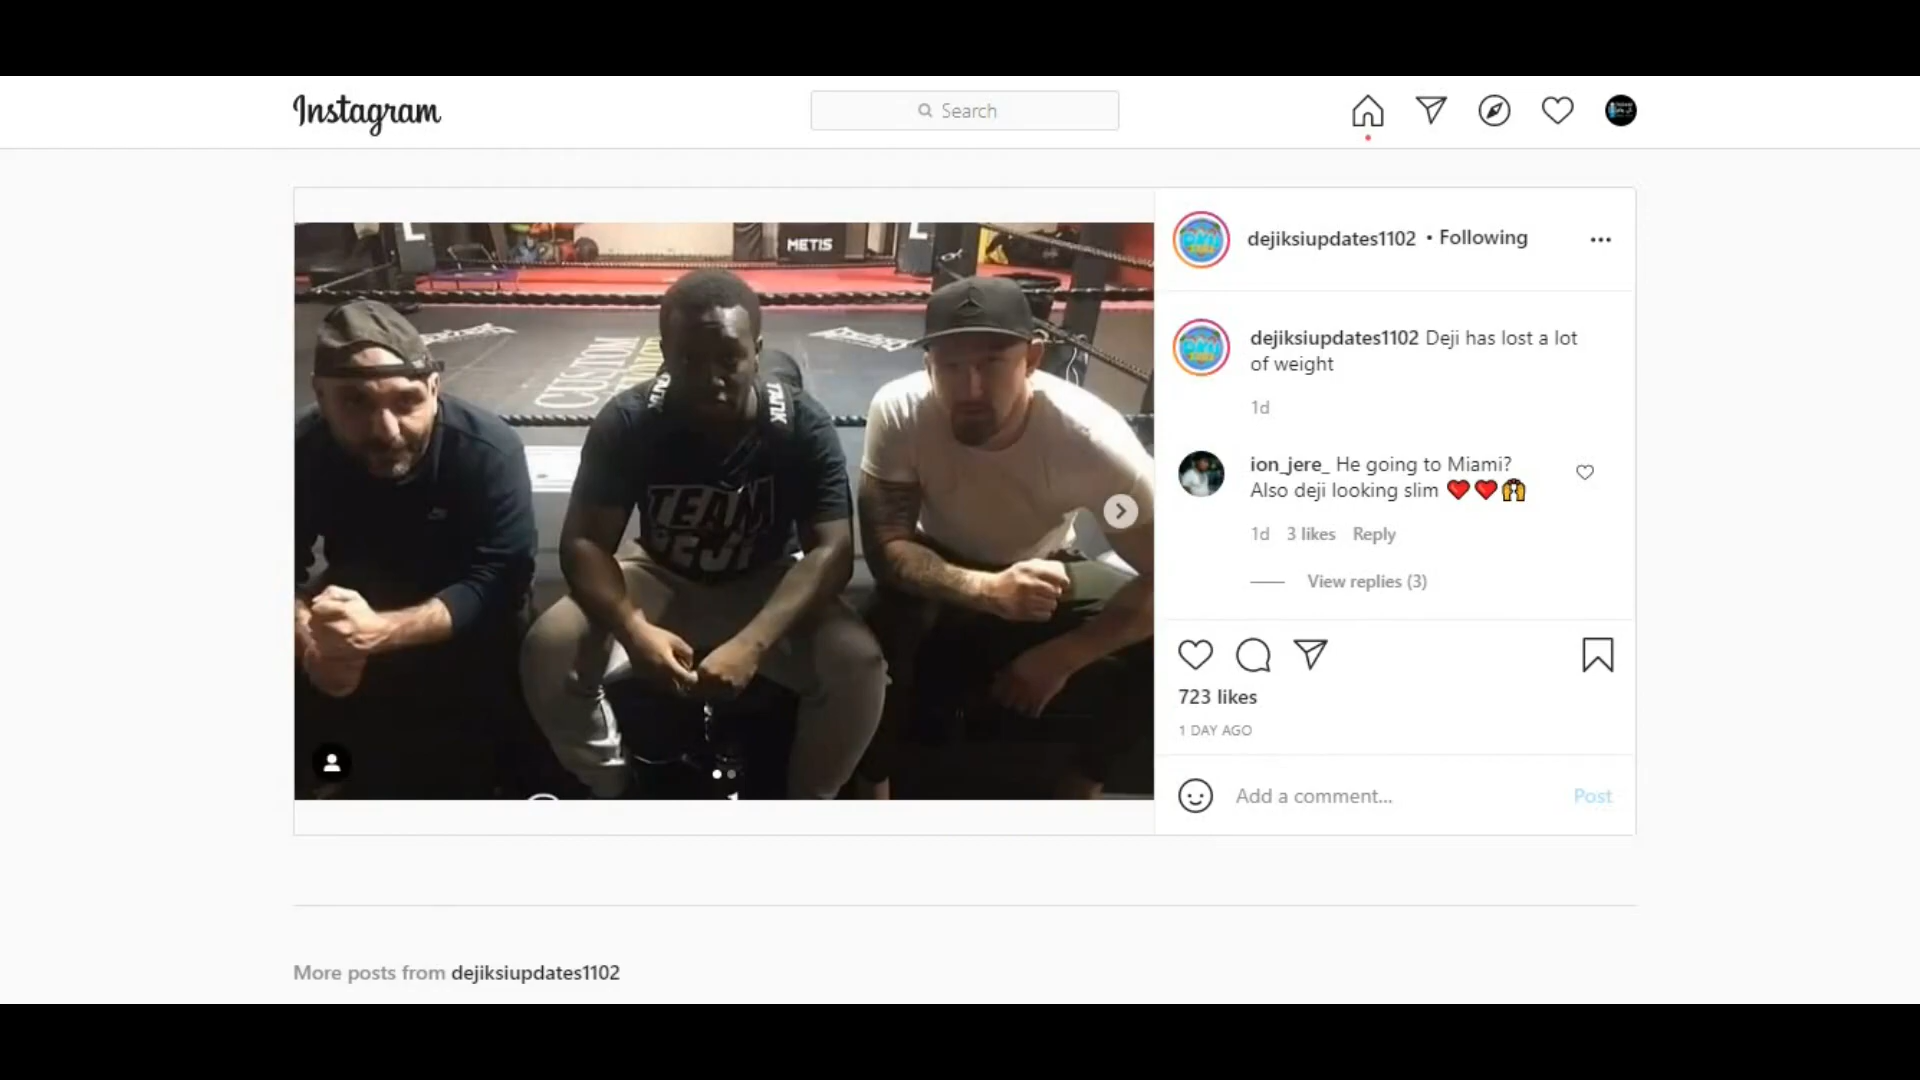 Instagram
Search
METIS
CUSTOM
TANK
TEAM
DEJI
dejiksiupdates1102 • Following
dejiksiupdates1102 Deji has lost a lot
of weight
1d
ion_jere_ He going to Miami?
Also deji looking slim ❤️❤️🙌
1d 3 likes Reply
View replies (3)
723 likes
1 DAY AGO
Add a comment... Post
More posts from dejiksiupdates1102